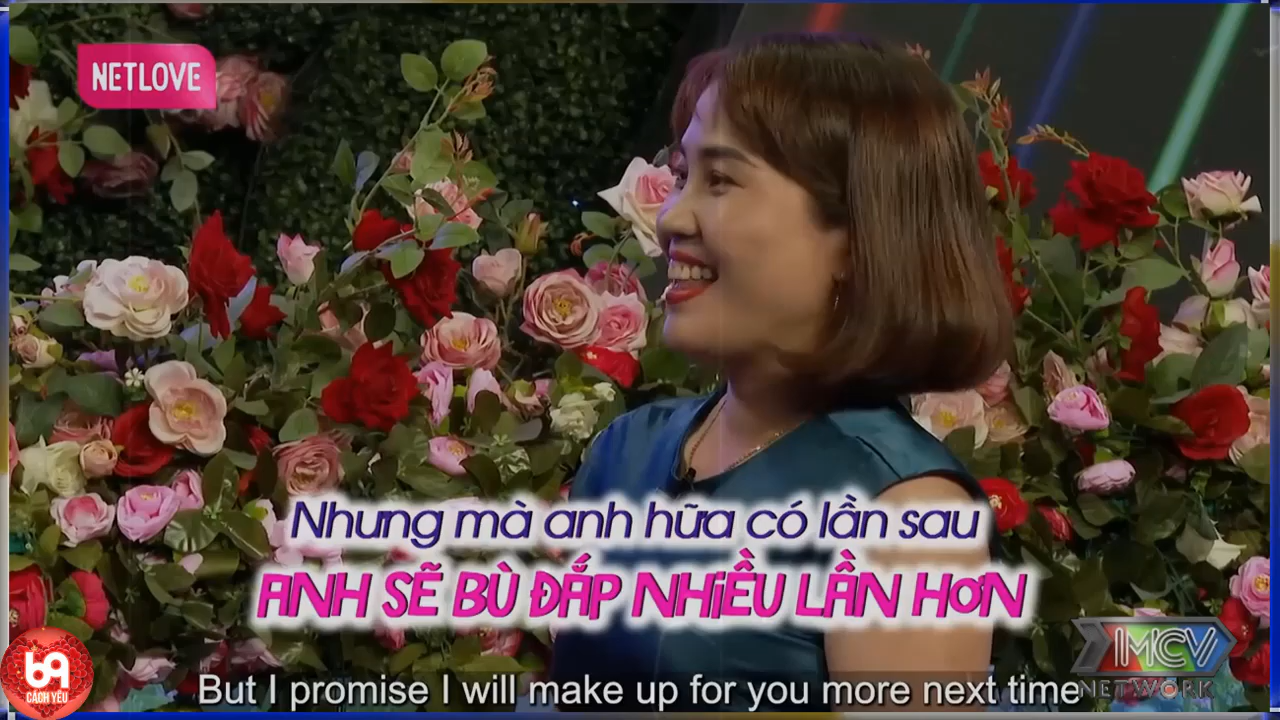 NETLOVE
Nhưng mà anh hứa có lần sau
ANH SẼ BÙ ĐẮP NHIỀU LẦN HƠN
MCV
NETWORK
CÁCH YÊU
But I promise I will make up for you more next time